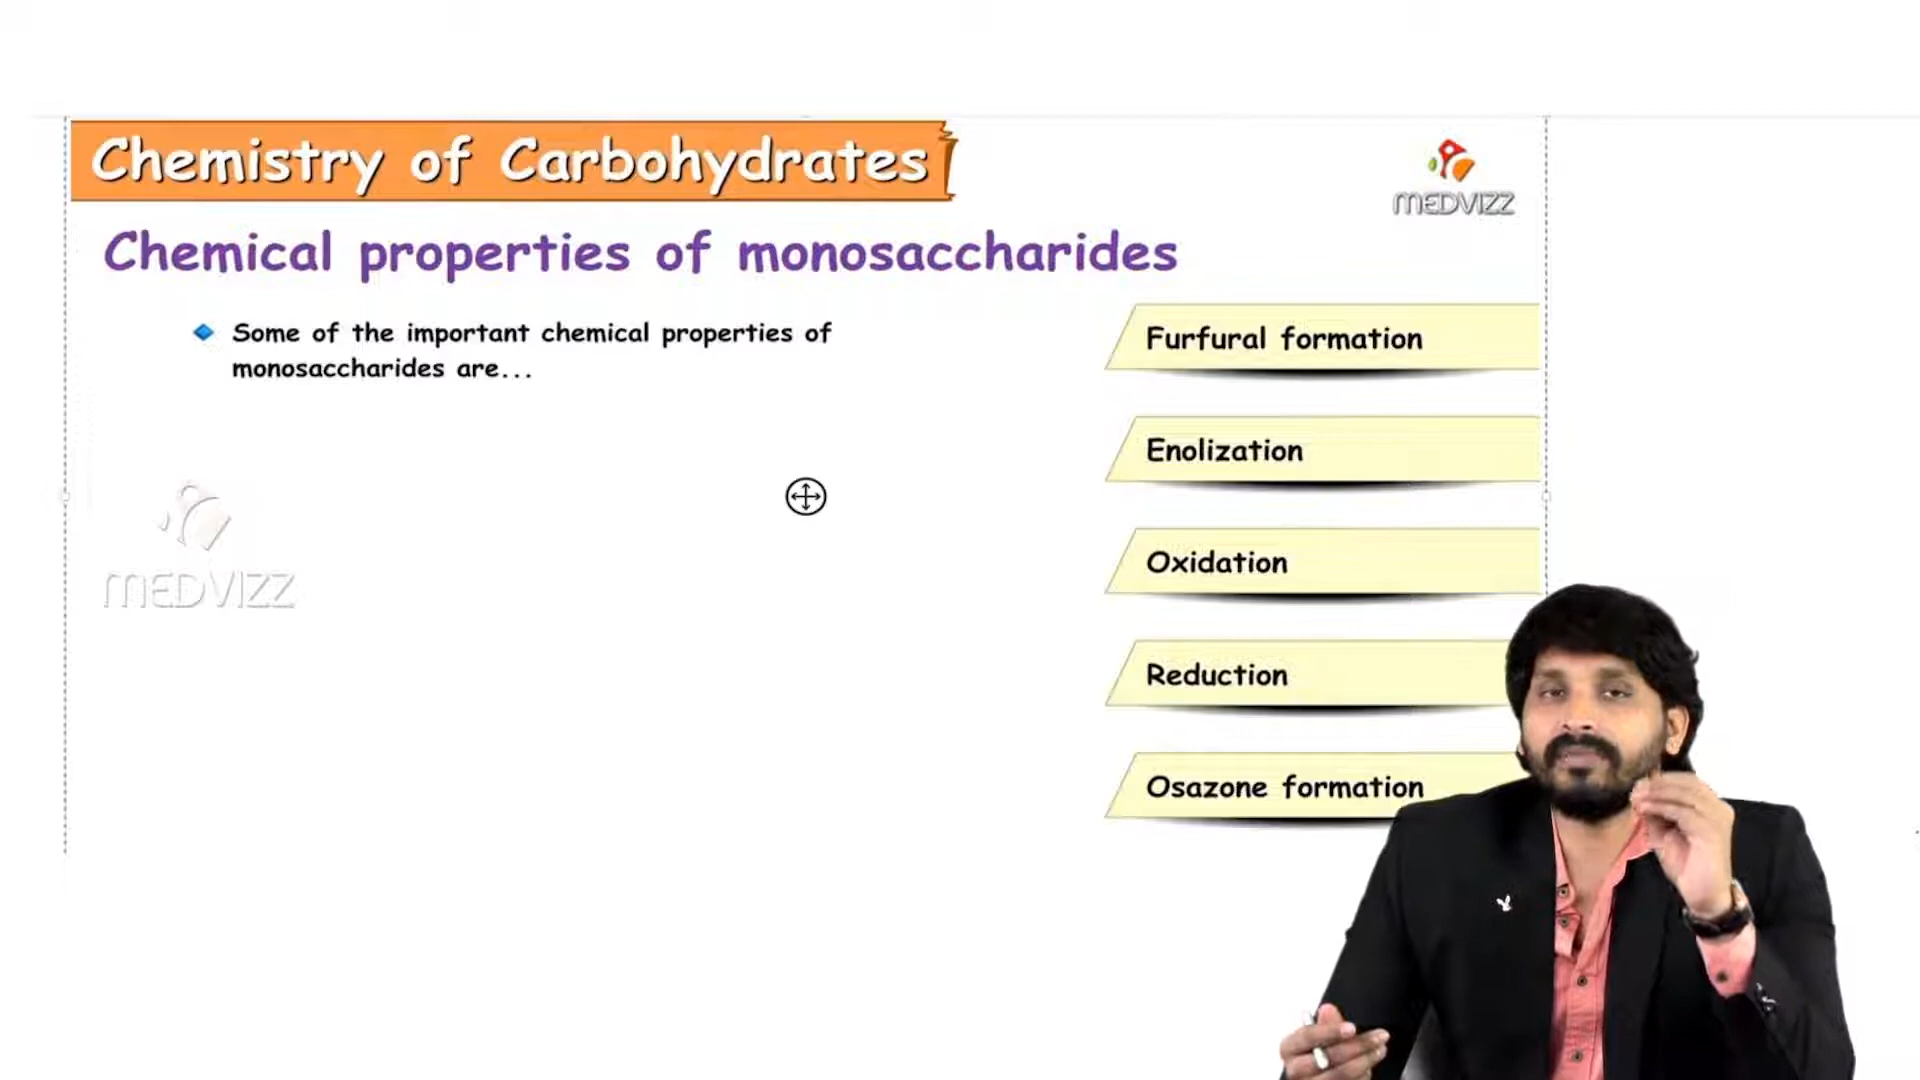 Chemistry of Carbohydrates
MEDVIZZ
Chemical properties of monosaccharides
Some of the important chemical properties of
monosaccharides are...
Furfural formation
Enolization
Oxidation
Reduction
Osazone formation
MEDVIZZ